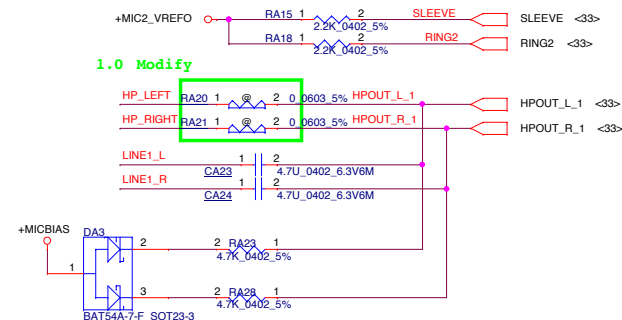 +MIC2_VREFO RA15 1 2 SLEEVE SLEEVE <33>
2.2K_0402_5%
RA18 1 2 RING2 RING2 <33>
2.2K_0402_5%
1.0 Modify
HP_LEFT RA20 1 @ 2 0_0603_5% HPOUT_L_1 HPOUT_L_1 <33>
HP_RIGHT RA21 1 @ 2 0_0603_5% HPOUT_R_1 HPOUT_R_1 <33>
LINE1_L 1 2
CA23 4.7U_0402_6.3V6M
LINE1_R 1 2
CA24 4.7U_0402_6.3V6M
+MICBIAS
DA3
1 2 2 RA23 1
4.7K_0402_5%
3 2 RA28 1
4.7K_0402_5%
BAT54A-7-F_SOT23-3